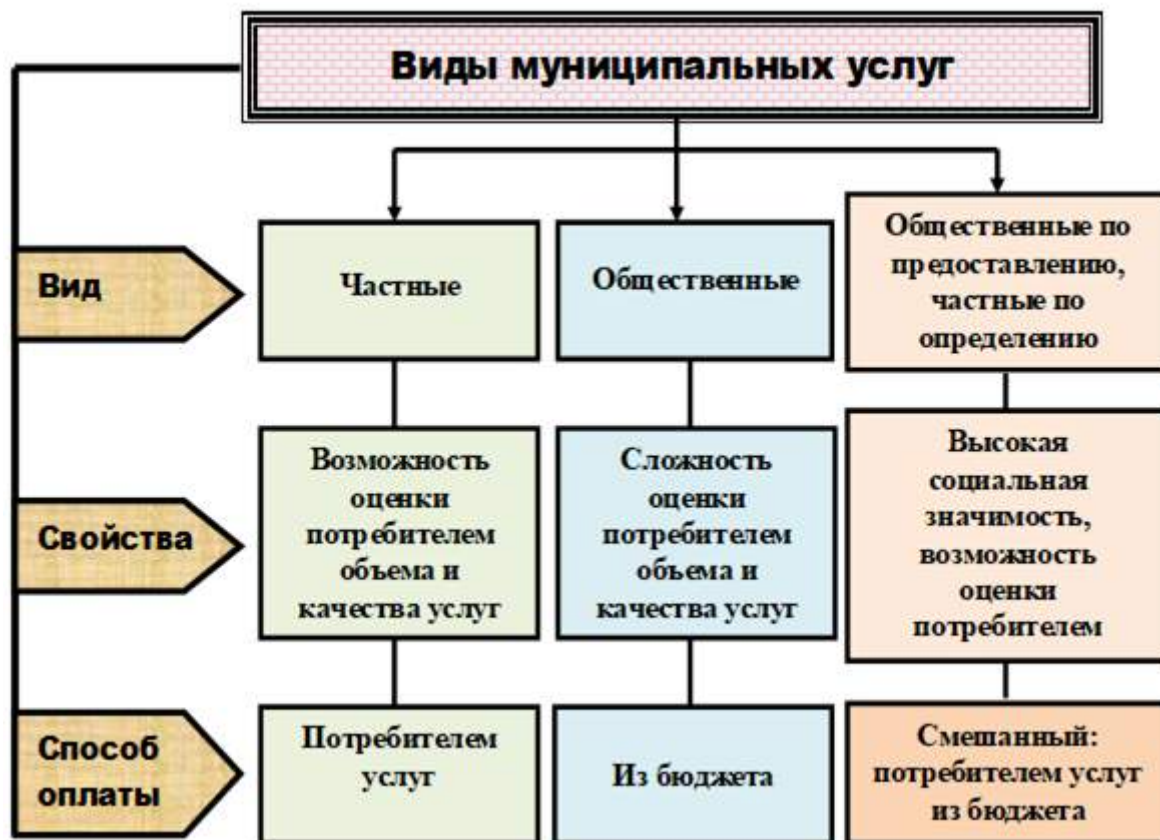 Виды муниципальных услуг
Вид
Частные
Общественные
Общественные по
предоставлению,
частные по
определению
Свойства
Возможность
оценки
потребителем
объема и
качества услуг
Сложность
оценки
потребителем
объема и
качества услуг
Высокая
социальная
значимость,
возможность
оценки
потребителем
Способ
оплаты
Потребителем
услуг
Из бюджета
Смешанный:
потребителем услуг
из бюджета